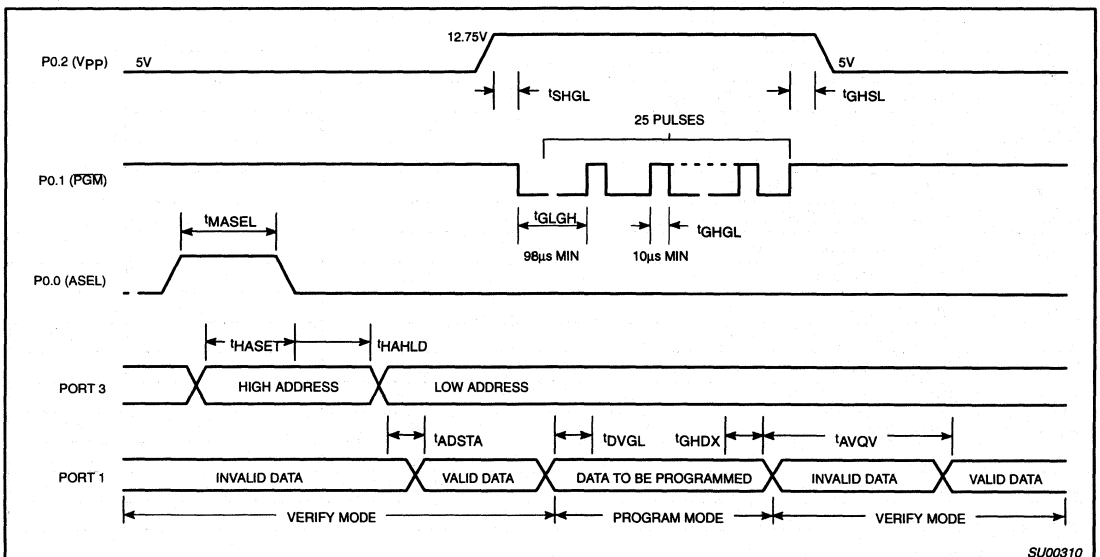 12.75V
P0.2 (VPP)
5V
5V
tSHGL
tGHSL
25 PULSES
P0.1 (PGM)
tMASEL
tGLGH
tGHGL
98µs MIN
10µs MIN
P0.0 (ASEL)
tHASET
tHAHLD
PORT 3
HIGH ADDRESS
LOW ADDRESS
tADSTA
tDVGL
tGHDX
tAVQV
PORT 1
INVALID DATA
VALID DATA
DATA TO BE PROGRAMMED
INVALID DATA
VALID DATA
VERIFY MODE
PROGRAM MODE
VERIFY MODE
SU00310